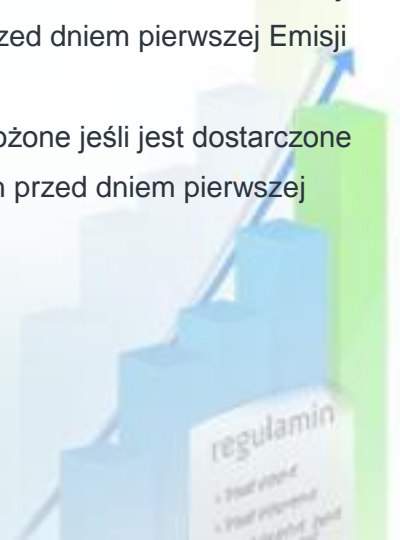 zed dniem pierwszej Emisji
ożone jeśli jest dostarczone
przed dniem pierwszej
regulamin